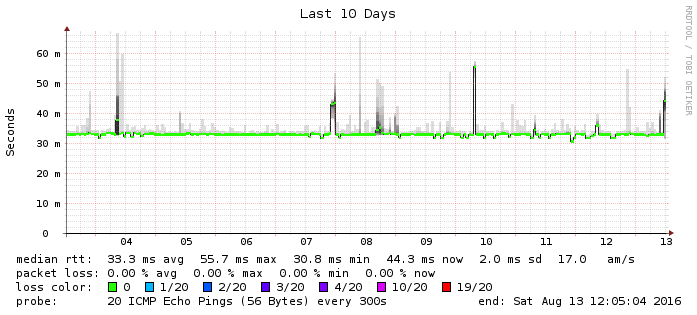 Last 10 Days
RRDTOOL / TOBI OETIKER
Seconds
60 m
50 m
40 m
30 m
20 m
10 m
0
04 05 06 07 08 09 10 11 12 13
median rtt: 33.3 ms avg 55.7 ms max 30.8 ms min 44.3 ms now 2.0 ms sd 17.0 am/s
packet loss: 0.00 % avg 0.00 % max 0.00 % min 0.00 % now
loss color: 0 1/20 2/20 3/20 4/20 10/20 19/20
probe: 20 ICMP Echo Pings (56 Bytes) every 300s end: Sat Aug 13 12:05:04 2016